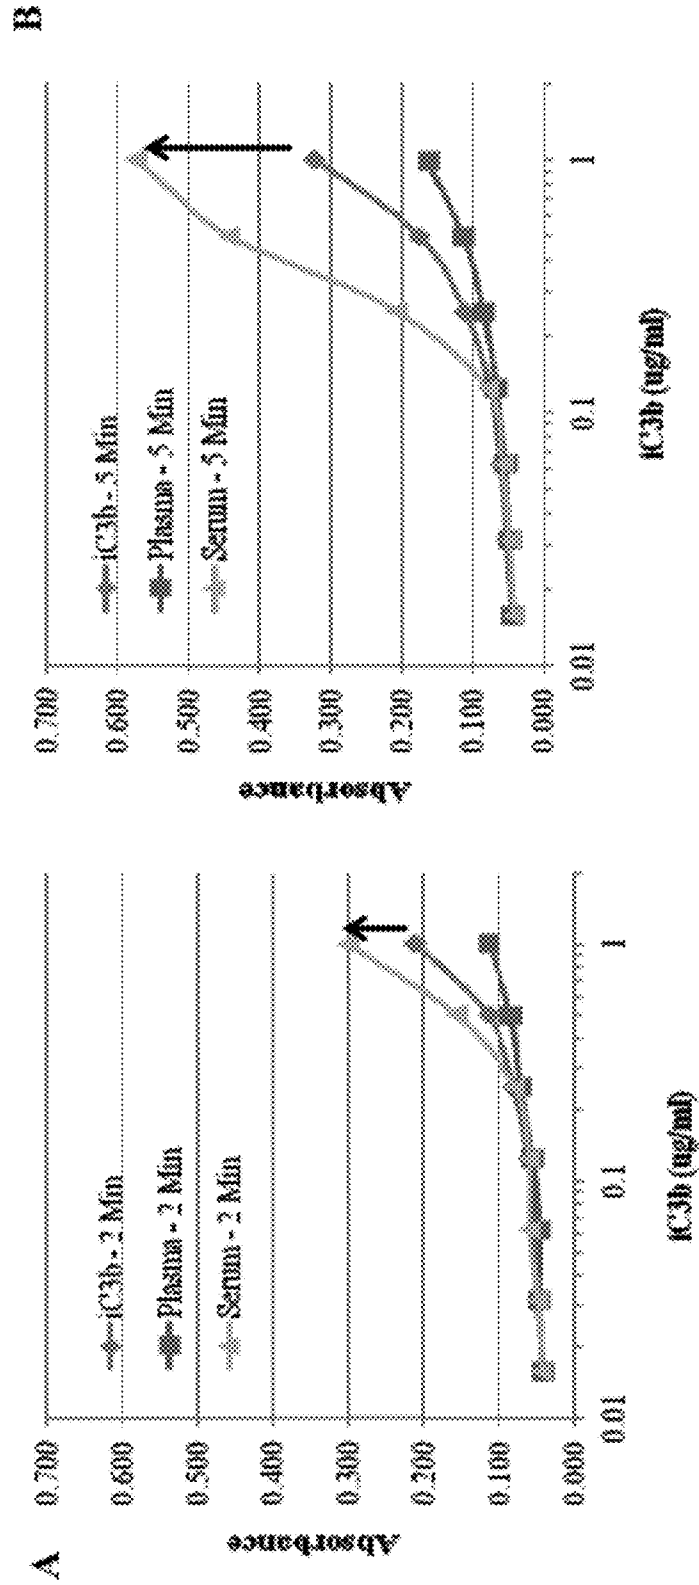 A
Absorbance
0.700
0.600
0.500
0.400
0.300
0.200
0.100
0.000
iC3b - 2 Min
Plasma - 2 Min
Serum - 2 Min
0.01
0.1
1
iC3b (ug/ml)
B
Absorbance
0.700
0.600
0.500
0.400
0.300
0.200
0.100
0.000
iC3b - 5 Min
Plasma - 5 Min
Serum - 5 Min
0.01
0.1
1
iC3b (ug/ml)